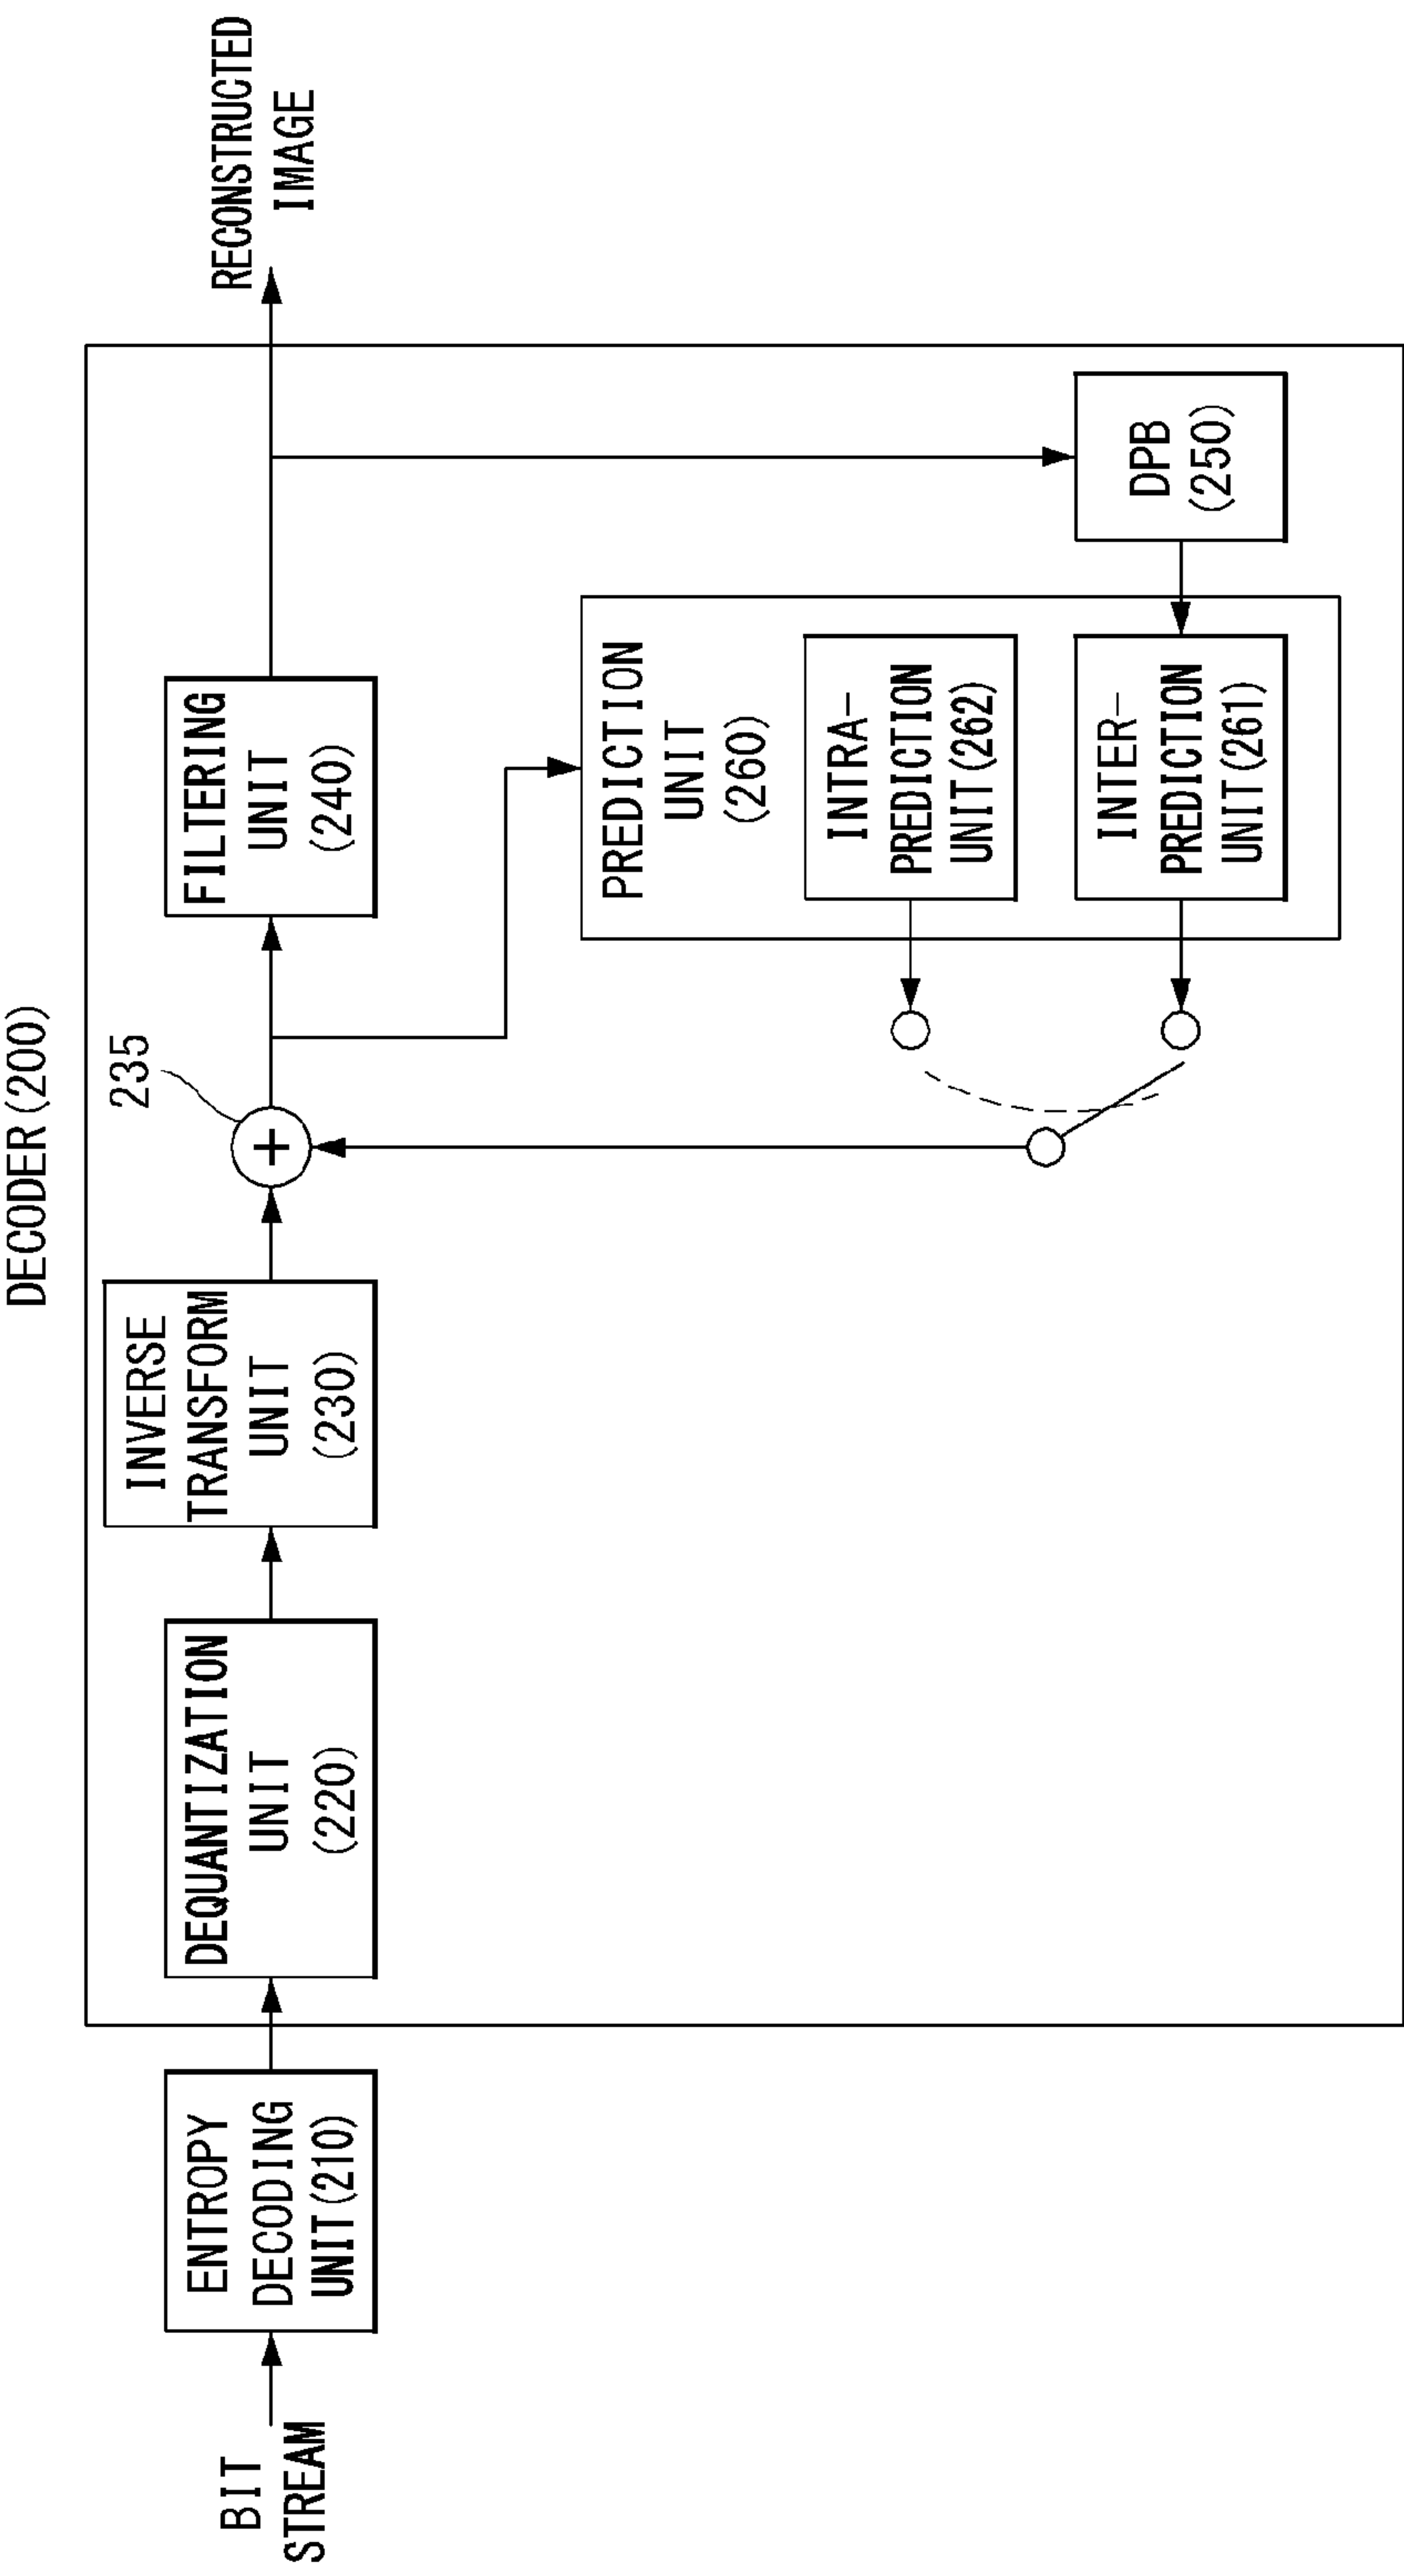 DECODER(200)
BIT
STREAM
ENTROPY
DECODING
UNIT(210)
DEQUANTIZATION
UNIT
(220)
INVERSE
TRANSFORM
UNIT
(230)
235
+
FILTERING
UNIT
(240)
RECONSTRUCTED
IMAGE
PREDICTION
UNIT
(260)
INTRA-
PREDICTION
UNIT(262)
INTER-
PREDICTION
UNIT(261)
DPB
(250)